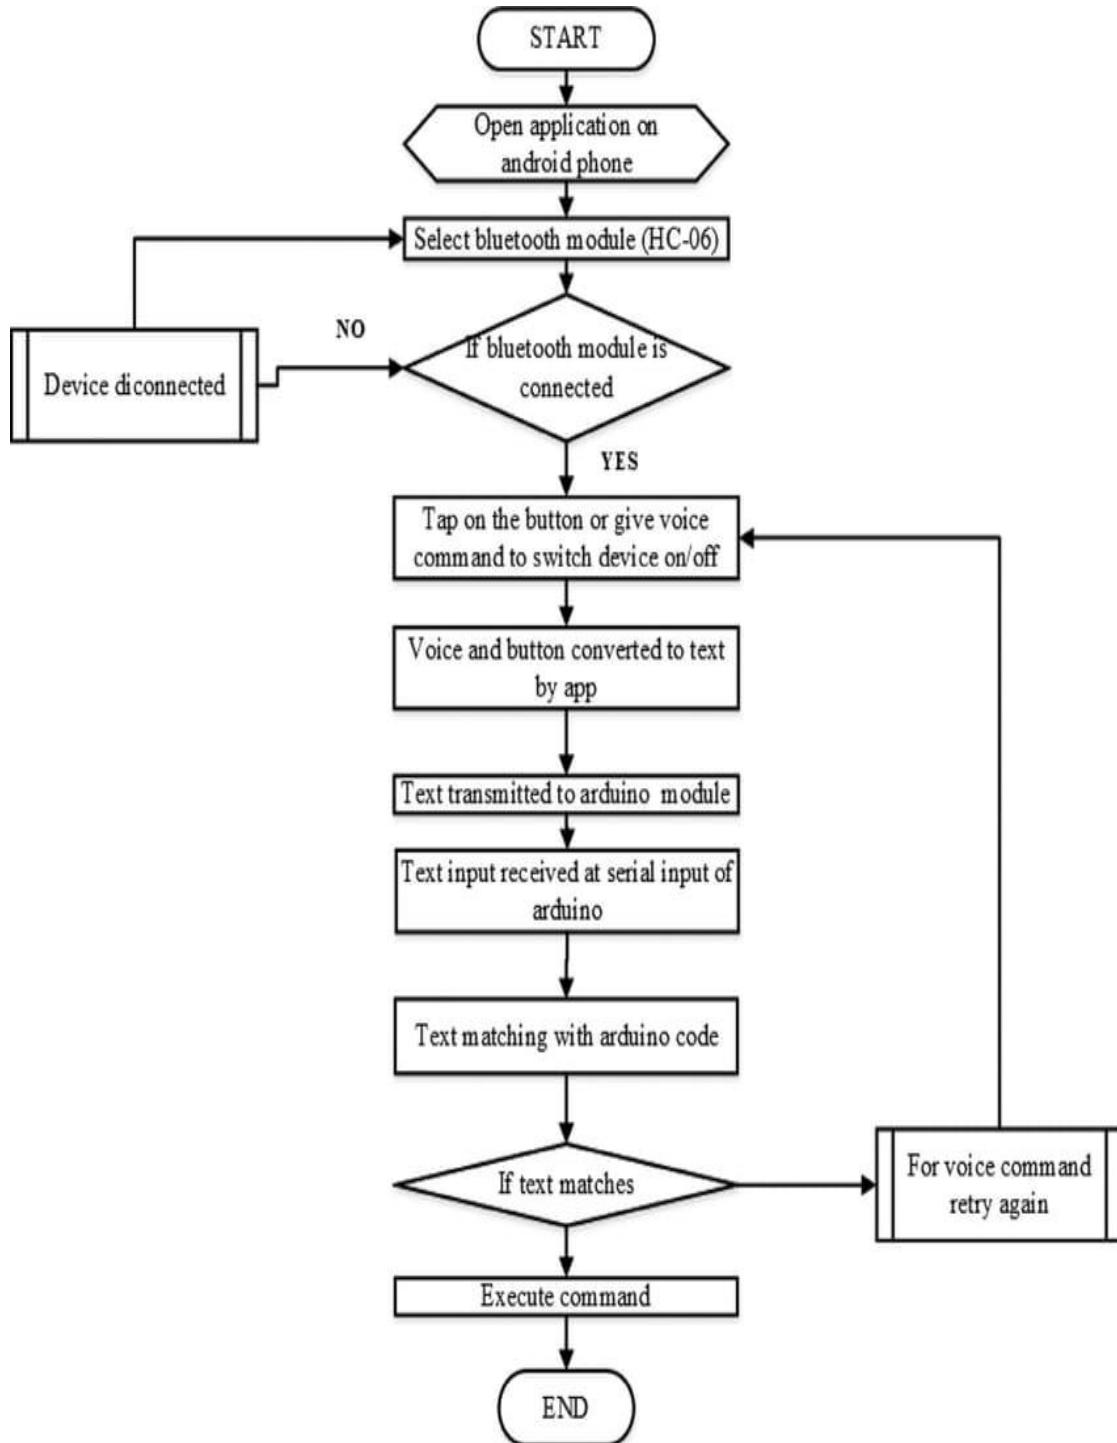 START
Open application on
android phone
Select bluetooth module (HC-06)
NO
If bluetooth module is
connected
Device diconnected
YES
Tap on the button or give voice
command to switch device on/off
Voice and button converted to text
by app
Text transmitted to arduino module
Text input received at serial input of
arduino
Text matching with arduino code
If text matches
For voice command
retry again
Execute command
END